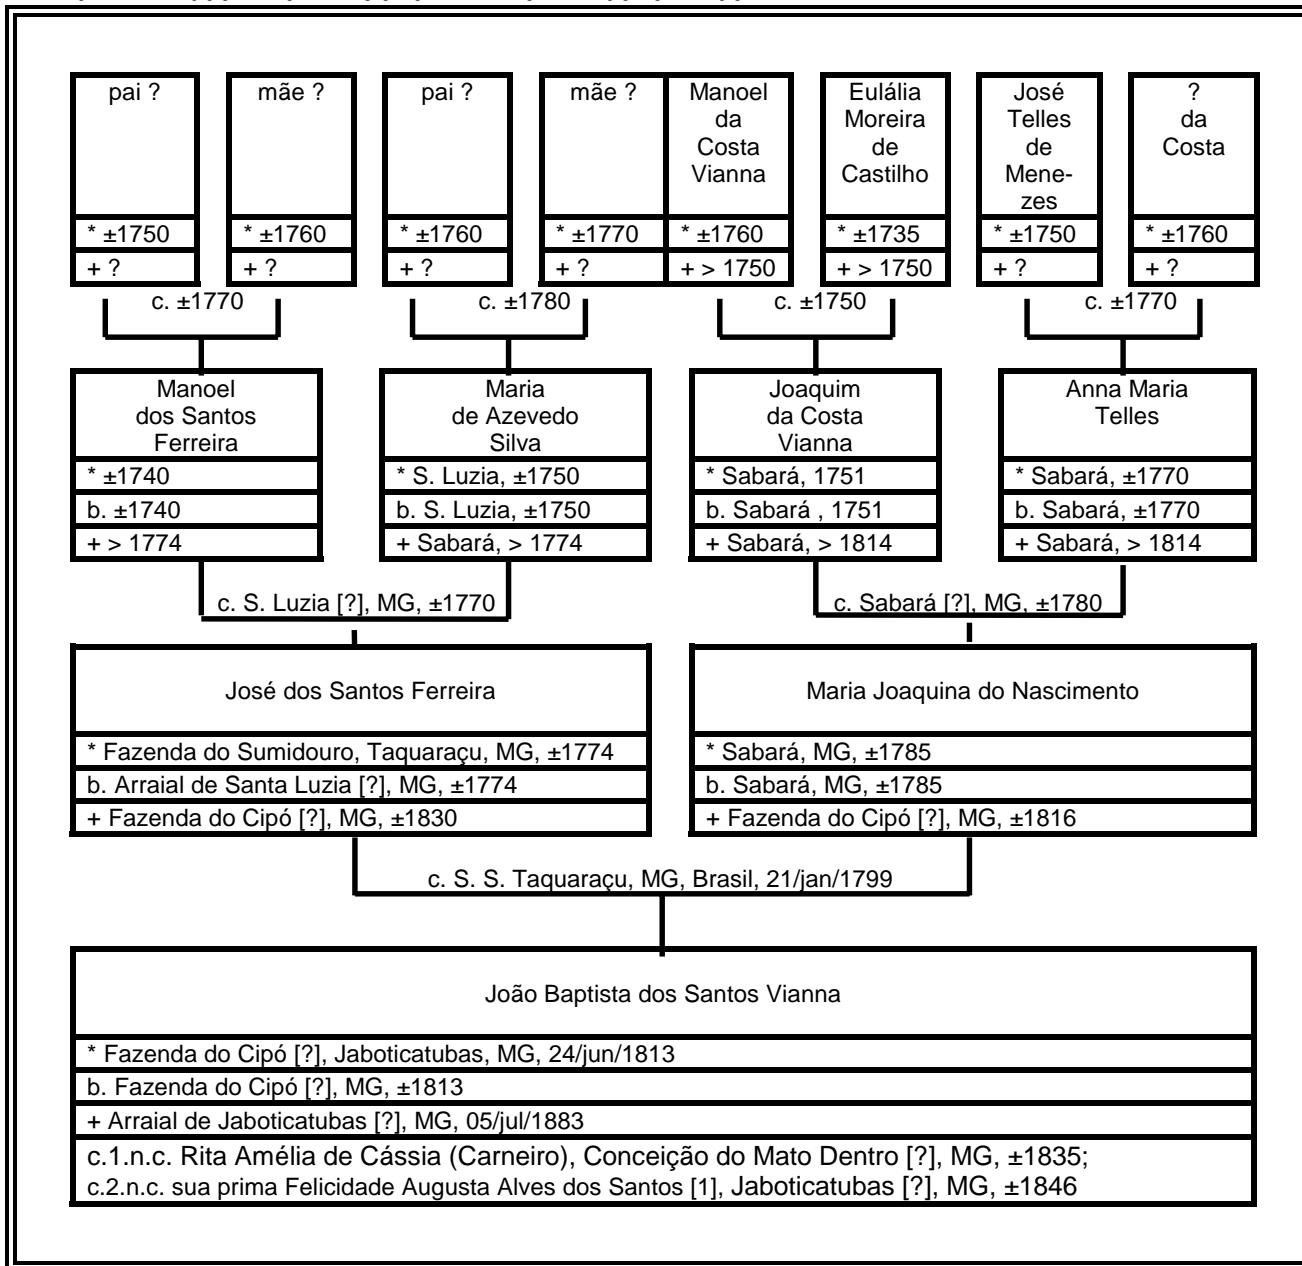 pai ?
* ±1750
+ ?
mãe ?
* ±1760
+ ?
pai ?
* ±1760
+ ?
mãe ?
* ±1770
+ ?
Manoel
da
Costa
Vianna
* ±1760
+ > 1750
Eulália
Moreira
de
Castilho
* ±1735
+ > 1750
José
Telles
de
Mene-
zes
* ±1750
+ ?
?
da
Costa
* ±1760
+ ?
c. ±1770
c. ±1780
c. ±1750
c. ±1770
Manoel
dos Santos
Ferreira
* ±1740
b. ±1740
+ > 1774
Maria
de Azevedo
Silva
* S. Luzia, ±1750
b. S. Luzia, ±1750
+ Sabará, > 1774
Joaquim
da Costa
Vianna
* Sabará, 1751
b. Sabará , 1751
+ Sabará, > 1814
Anna Maria
Telles
* Sabará, ±1770
b. Sabará, ±1770
+ Sabará, > 1814
c. S. Luzia [?], MG, ±1770
c. Sabará [?], MG, ±1780
José dos Santos Ferreira
* Fazenda do Sumidouro, Taquaraçu, MG, ±1774
b. Arraial de Santa Luzia [?], MG, ±1774
+ Fazenda do Cipó [?], MG, ±1830
Maria Joaquina do Nascimento
* Sabará, MG, ±1785
b. Sabará, MG, ±1785
+ Fazenda do Cipó [?], MG, ±1816
c. S. S. Taquaraçu, MG, Brasil, 21/jan/1799
João Baptista dos Santos Vianna
* Fazenda do Cipó [?], Jaboticatubas, MG, 24/jun/1813
b. Fazenda do Cipó [?], MG, ±1813
+ Arraial de Jaboticatubas [?], MG, 05/jul/1883
c.1.n.c. Rita Amélia de Cássia (Carneiro), Conceição do Mato Dentro [?], MG, ±1835;
c.2.n.c. sua prima Felicidade Augusta Alves dos Santos [1], Jaboticatubas [?], MG, ±1846